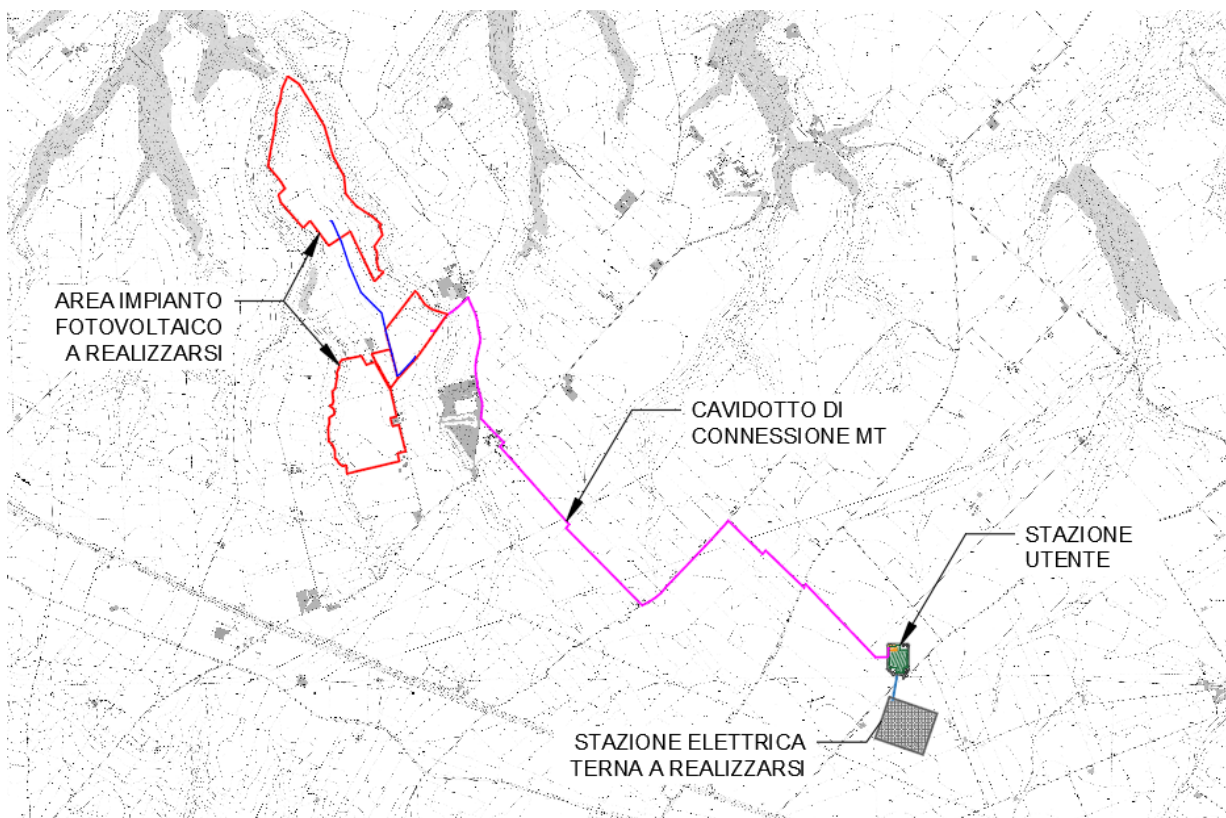 AREA IMPIANTO
FOTOVOLTAICO
A REALIZZARSI
CAVIDOTTO DI
CONNESSIONE MT
STAZIONE
UTENTE
STAZIONE ELETTRICA
TERNA A REALIZZARSI